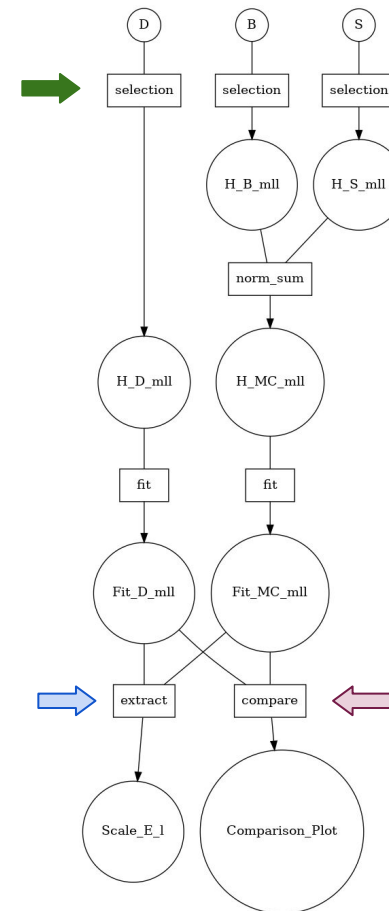 D B S
selection selection selection
H_B_mll H_S_mll
norm_sum
H_D_mll H_MC_mll
fit fit
Fit_D_mll Fit_MC_mll
extract compare
Scale_E_l Comparison_Plot